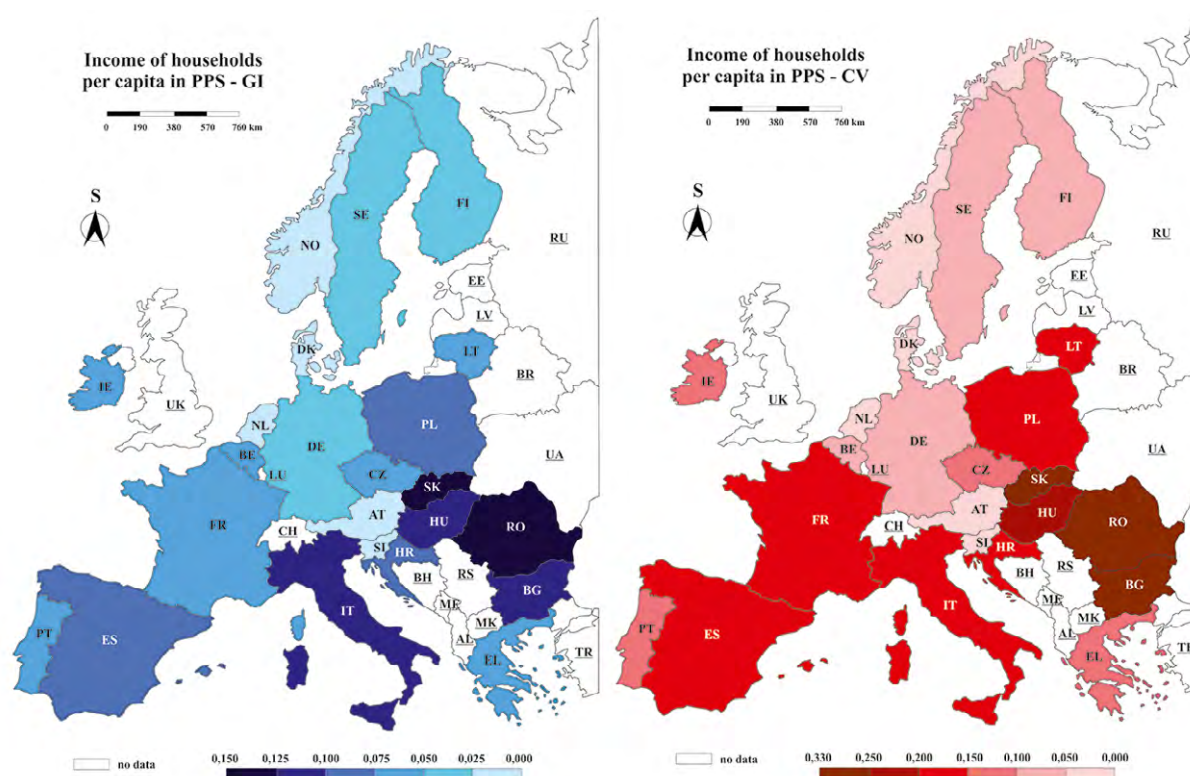 Income of households
per capita in PPS - GI
0 190 380 570 760 km
S
NO
SE
FI
RU
EE
LV
LT
DK
BR
IE
UK
NL
PL
BE
DE
LU
CZ
UA
SK
FR
AT
HU
RO
CH
SI
HR
BH
RS
BG
IT
ME
MK
PT
ES
AL
EL
TR
no data
0,150 0,125 0,100 0,075 0,050 0,025 0,000
Income of households
per capita in PPS - CV
0 190 380 570 760 km
S
NO
SE
FI
RU
EE
LV
LT
DK
BR
IE
UK
NL
PL
BE
DE
LU
CZ
UA
SK
FR
AT
HU
RO
CH
SI
HR
BH
RS
BG
IT
ME
MK
PT
ES
AL
EL
TR
no data
0,330 0,250 0,200 0,150 0,100 0,050 0,000